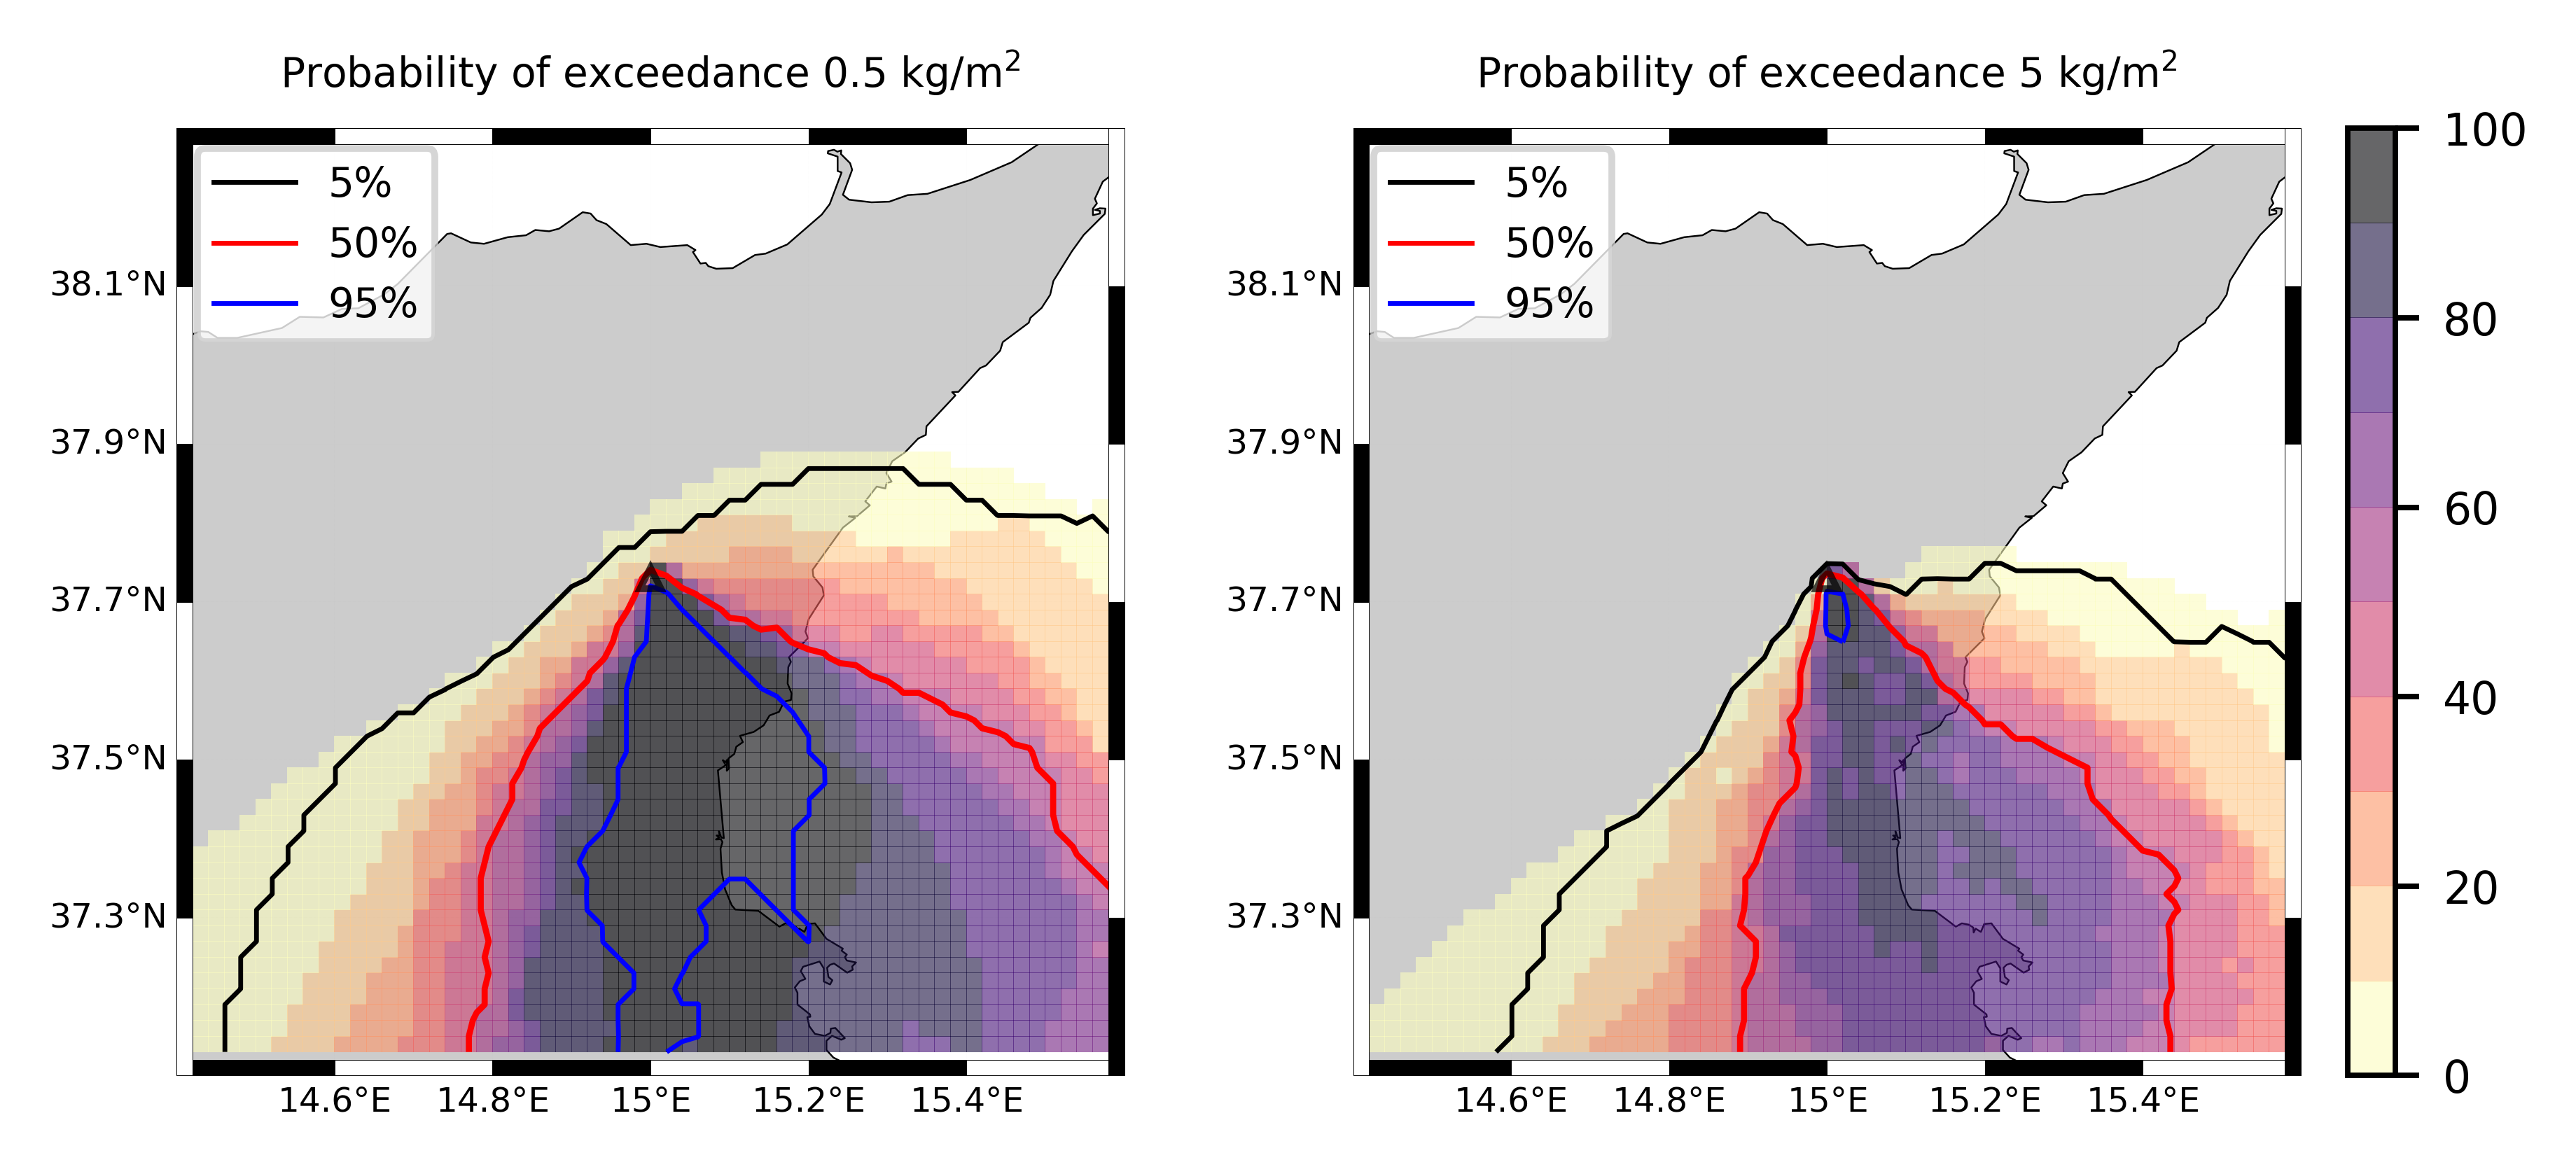 Probability of exceedance 0.5 kg/m²
5%
50%
95%
38.1°N
37.9°N
37.7°N
37.5°N
37.3°N
14.6°E 14.8°E 15°E 15.2°E 15.4°E
Probability of exceedance 5 kg/m²
5%
50%
95%
38.1°N
37.9°N
37.7°N
37.5°N
37.3°N
14.6°E 14.8°E 15°E 15.2°E 15.4°E
100
80
60
40
20
0